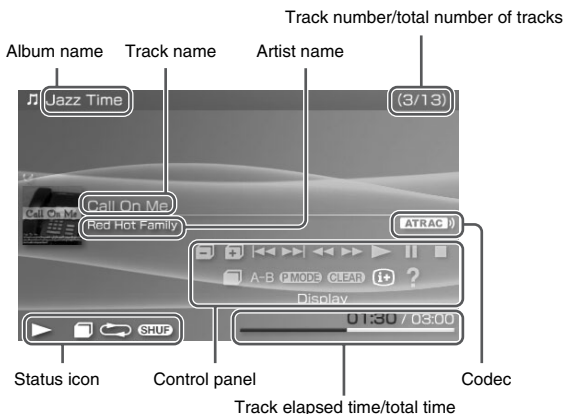 Track number/total number of tracks
Album name Track name Artist name
Jazz Time (3/13)
Call On Me
Call On Me
Red Hot Family
ATRAC
A-B P MODE CLEAR i+ ?
Display
01:30 / 03:00
SHUF
Status icon Control panel Codec
Track elapsed time/total time